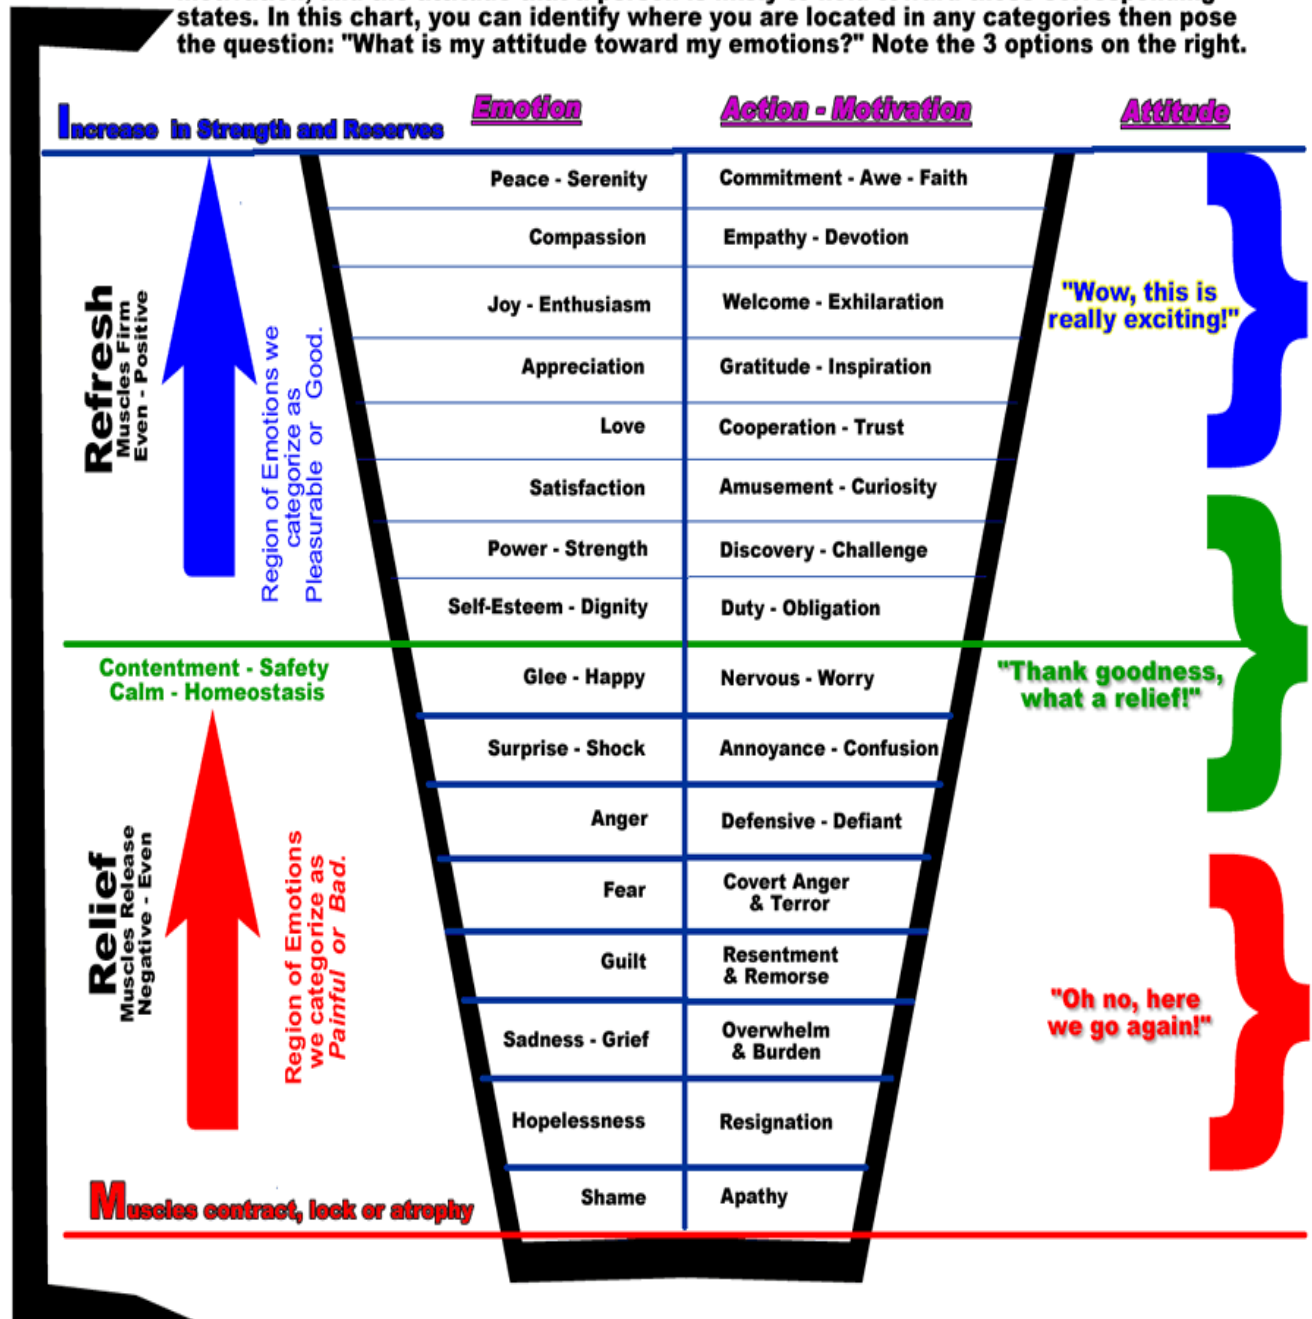 states. In this chart, you can identify where you are located in any categories then pose
the question: "What is my attitude toward my emotions?" Note the 3 options on the right.
Emotion
Action - Motivation
Attitude
Increase in Strength and Reserves
Peace - Serenity
Commitment - Awe - Faith
Compassion
Empathy - Devotion
Joy - Enthusiasm
Welcome - Exhilaration
Appreciation
Gratitude - Inspiration
Love
Cooperation - Trust
Satisfaction
Amusement - Curiosity
Power - Strength
Discovery - Challenge
Self-Esteem - Dignity
Duty - Obligation
Refresh
Muscles Firm
Even - Positive
Region of Emotions we
categorize as
Pleasurable or Good.
"Wow, this is
really exciting!"
Contentment - Safety
Calm - Homeostasis
Glee - Happy
Nervous - Worry
Surprise - Shock
Annoyance - Confusion
Anger
Defensive - Defiant
Fear
Covert Anger
& Terror
Guilt
Resentment
& Remorse
Sadness - Grief
Overwhelm
& Burden
Hopelessness
Resignation
Shame
Apathy
"Thank goodness,
what a relief!"
Relief
Muscles Release
Negative - Even
Region of Emotions
we categorize as
Painful or Bad.
"Oh no, here
we go again!"
Muscles contract, lock or atrophy